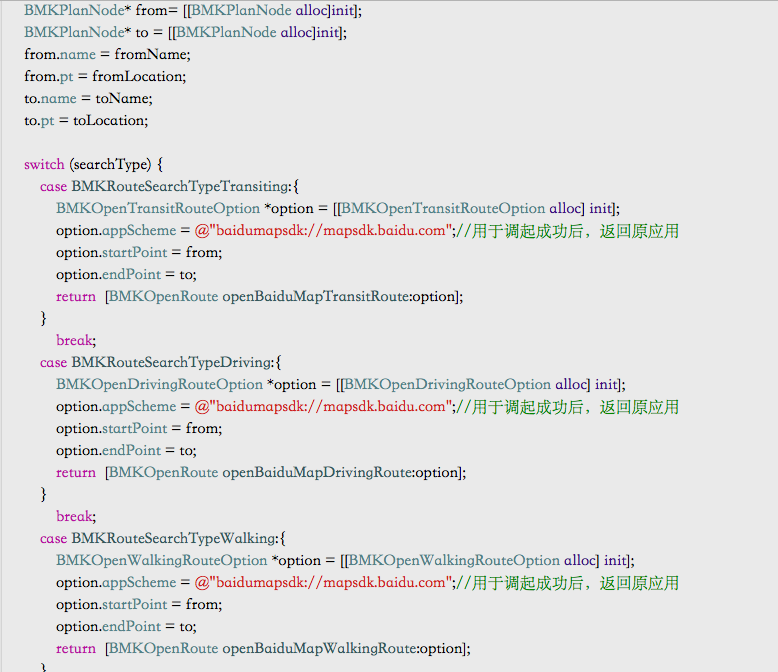 BMKPlanNode* from= [[BMKPlanNode alloc]init];
BMKPlanNode* to = [[BMKPlanNode alloc]init];
from.name = fromName;
from.pt = fromLocation;
to.name = toName;
to.pt = toLocation;
switch (searchType) {
case BMKRouteSearchTypeTransiting:{
BMKOpenTransitRouteOption *option = [[BMKOpenTransitRouteOption alloc] init];
option.appScheme = @"baidumapsdk://mapsdk.baidu.com";//用于调起成功后，返回原应用
option.startPoint = from;
option.endPoint = to;
return [BMKOpenRoute openBaiduMapTransitRoute:option];
}
break;
case BMKRouteSearchTypeDriving:{
BMKOpenDrivingRouteOption *option = [[BMKOpenDrivingRouteOption alloc] init];
option.appScheme = @"baidumapsdk://mapsdk.baidu.com";//用于调起成功后，返回原应用
option.startPoint = from;
option.endPoint = to;
return [BMKOpenRoute openBaiduMapDrivingRoute:option];
}
break;
case BMKRouteSearchTypeWalking:{
BMKOpenWalkingRouteOption *option = [[BMKOpenWalkingRouteOption alloc] init];
option.appScheme = @"baidumapsdk://mapsdk.baidu.com";//用于调起成功后，返回原应用
option.startPoint = from;
option.endPoint = to;
return [BMKOpenRoute openBaiduMapWalkingRoute:option];
}